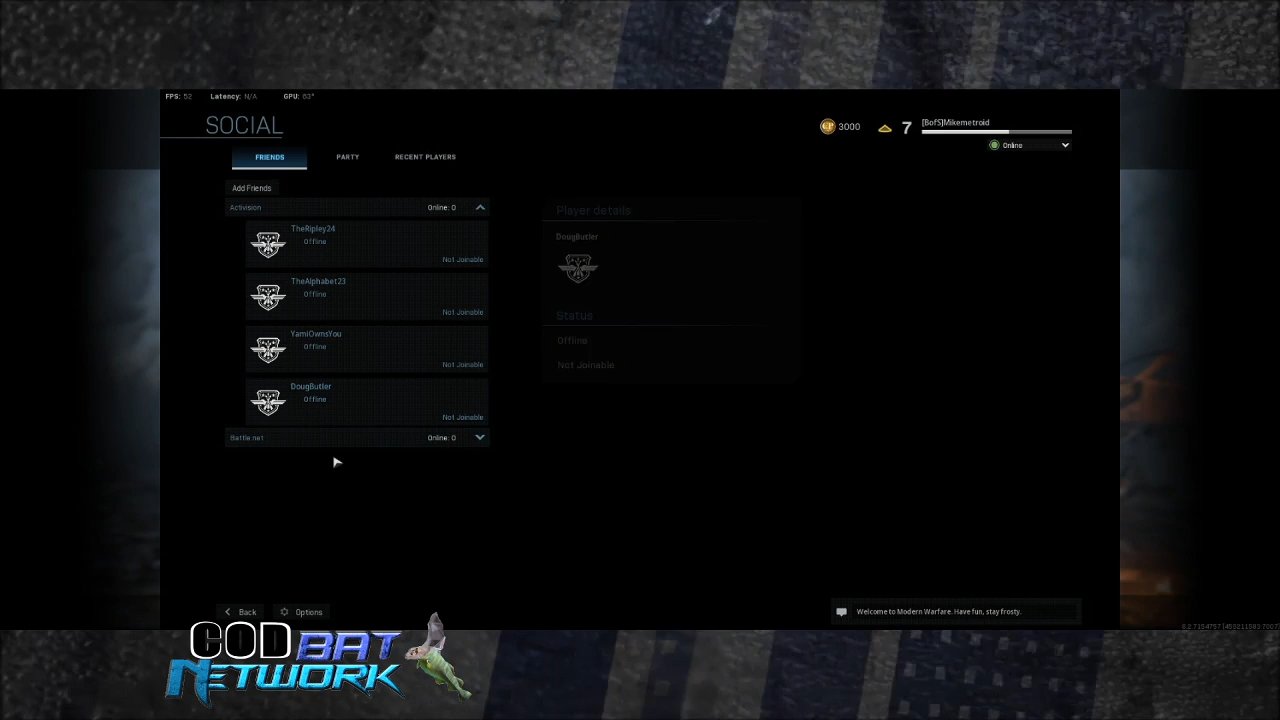 FPS: 52 Latency: N/A GPU: 63°
SOCIAL
CP 3000 7 [BofS]Mikemetroid
Online
FRIENDS PARTY RECENT PLAYERS
Add Friends
Activision Online: 0
TheRipley24
Offline
Not Joinable
TheAlphabet23
Offline
Not Joinable
YamiOwnsYou
Offline
Not Joinable
DougButler
Offline
Not Joinable
Battle.net Online: 0
Player details
DougButler
Status
Offline
Not Joinable
Back Options
Welcome to Modern Warfare. Have fun, stay frosty.
CODBAT
NETWORK